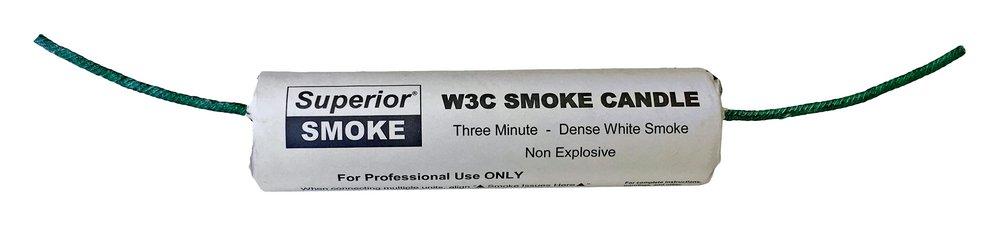 Superior®
SMOKE
W3C SMOKE CANDLE
Three Minute - Dense White Smoke
Non Explosive
For Professional Use ONLY
When connecting multiple units, align "▲ Smoke Issues Here▲"
For complete instructions,